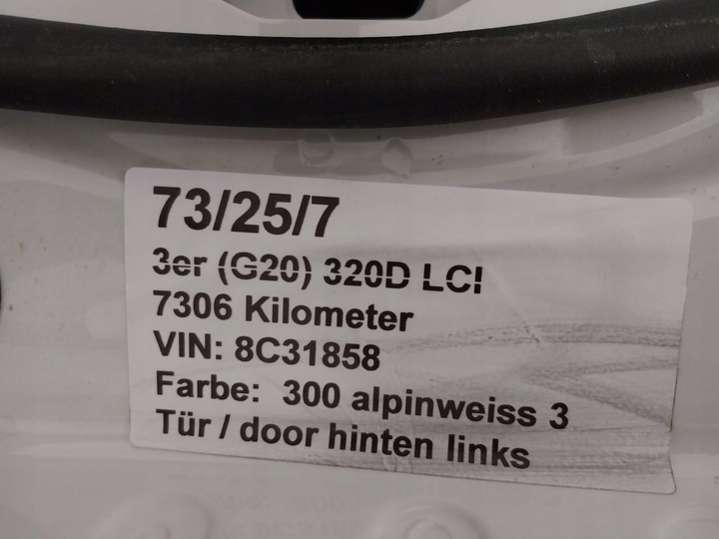 73/25/7
3er (G20) 320D LCI
7306 Kilometer
VIN: 8C31858
Farbe: 300 alpinweiss 3
Tür / door hinten links